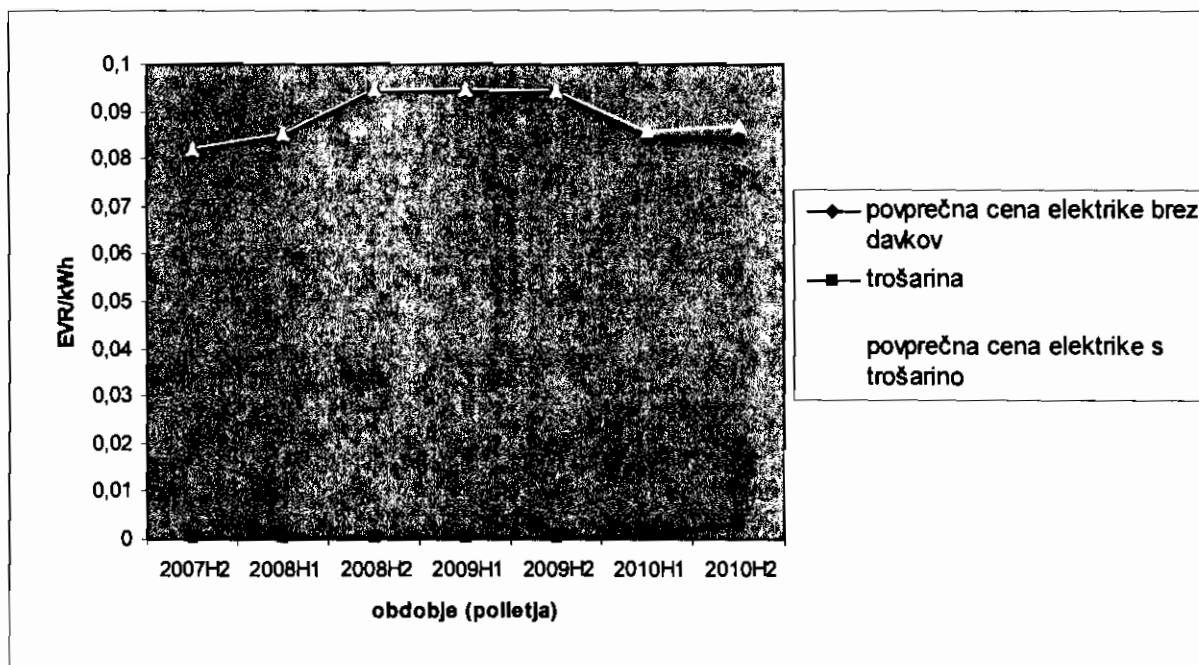 0,1
0,09
0,08
0,07
0,06
0,05
0,04
0,03
0,02
0,01
0
EVR/kWh
2007H2 2008H1 2008H2 2009H1 2009H2 2010H1 2010H2
obdobje (polletja)
povprečna cena elektrike brez
davkov
trošarina
povprečna cena elektrike s
trošarino